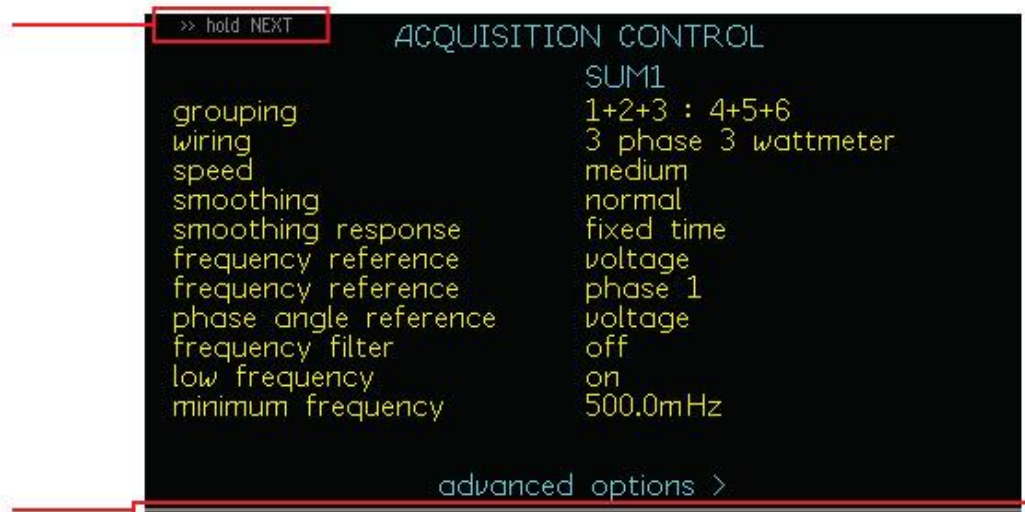 >> hold NEXT
ACQUISITION CONTROL
SUM1
grouping 1+2+3 : 4+5+6
wiring 3 phase 3 wattmeter
speed medium
smoothing normal
smoothing response fixed time
frequency reference voltage
frequency reference phase 1
phase angle reference voltage
frequency filter off
low frequency on
minimum frequency 500.0mHz
advanced options >